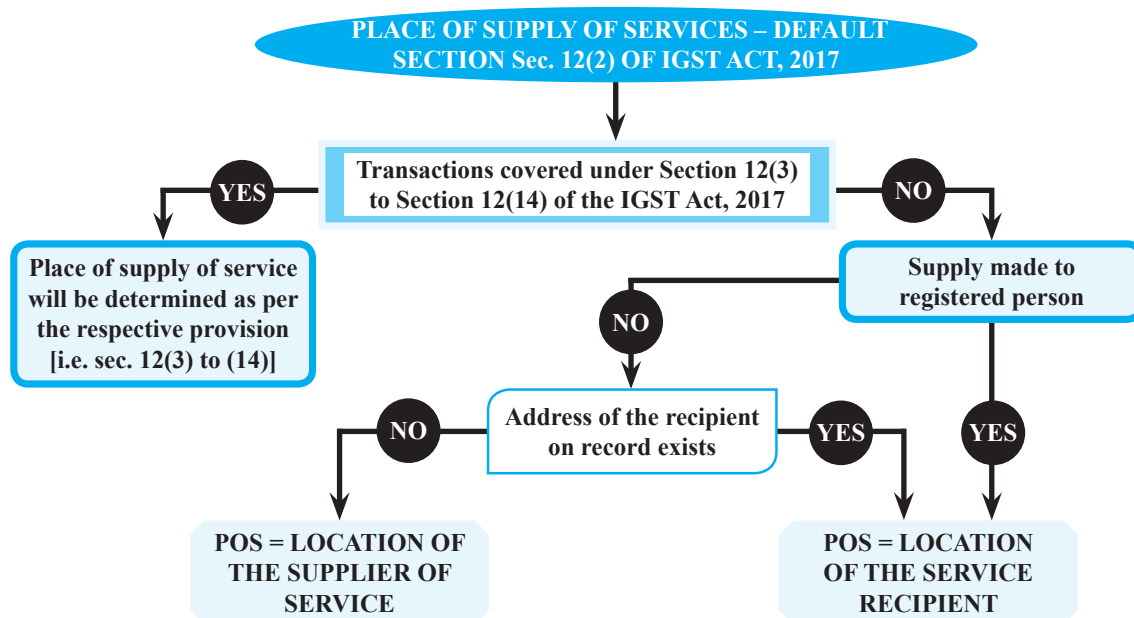 PLACE OF SUPPLY OF SERVICES – DEFAULT
SECTION Sec. 12(2) OF IGST ACT, 2017
Transactions covered under Section 12(3)
to Section 12(14) of the IGST Act, 2017
YES
NO
Place of supply of service
will be determined as per
the respective provision
[i.e. sec. 12(3) to (14)]
Supply made to
registered person
NO
Address of the recipient
on record exists
NO
YES
YES
POS = LOCATION OF
THE SUPPLIER OF
SERVICE
POS = LOCATION
OF THE SERVICE
RECIPIENT